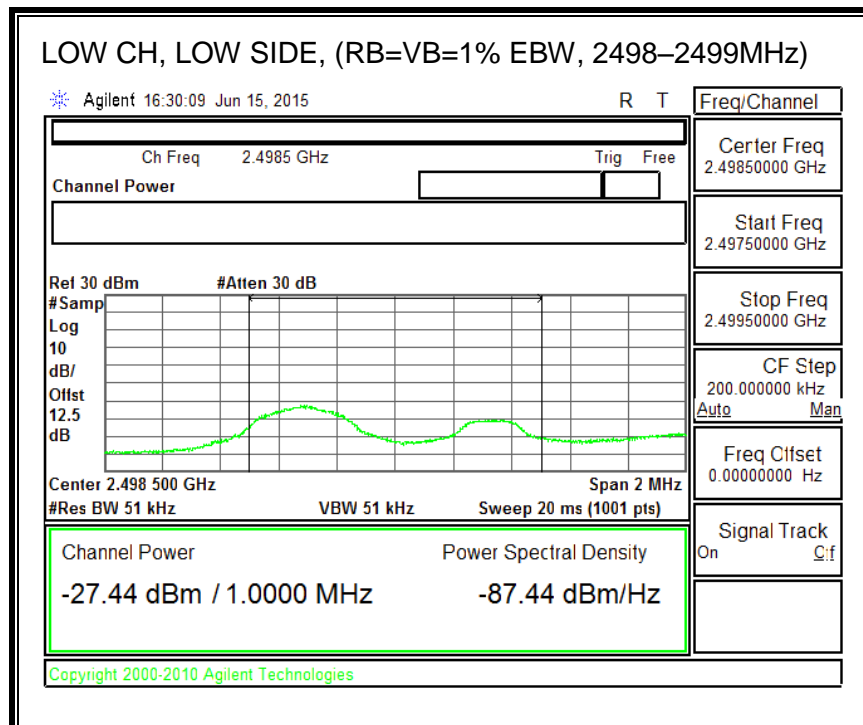 LOW CH, LOW SIDE, (RB=VB=1% EBW, 2498–2499MHz)
Agilent 16:30:09 Jun 15, 2015 R T
Freq/Channel
Ch Freq 2.4985 GHz Trig Free
Channel Power
Center Freq
2.49850000 GHz
Start Freq
2.49750000 GHz
Stop Freq
2.49950000 GHz
CF Step
200.000000 kHz
Auto Man
Freq Offset
0.00000000 Hz
Signal Track
On Off
Ref 30 dBm #Atten 30 dB
#Samp
Log
10
dB/
Offst
12.5
dB
Center 2.498 500 GHz Span 2 MHz
#Res BW 51 kHz VBW 51 kHz Sweep 20 ms (1001 pts)
Channel Power Power Spectral Density
-27.44 dBm / 1.0000 MHz -87.44 dBm/Hz
Copyright 2000-2010 Agilent Technologies